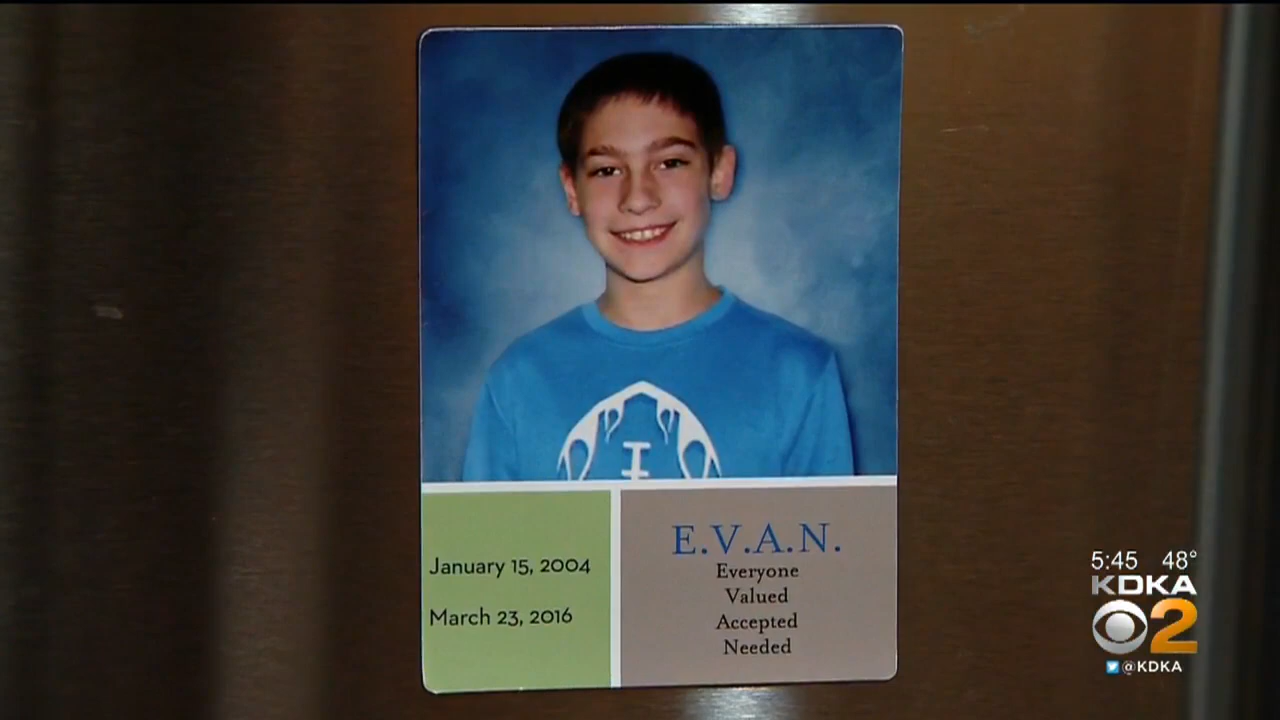 January 15, 2004
March 23, 2016
E.V.A.N.
Everyone
Valued
Accepted
Needed
5:45 48°
KDKA
2
@KDKA